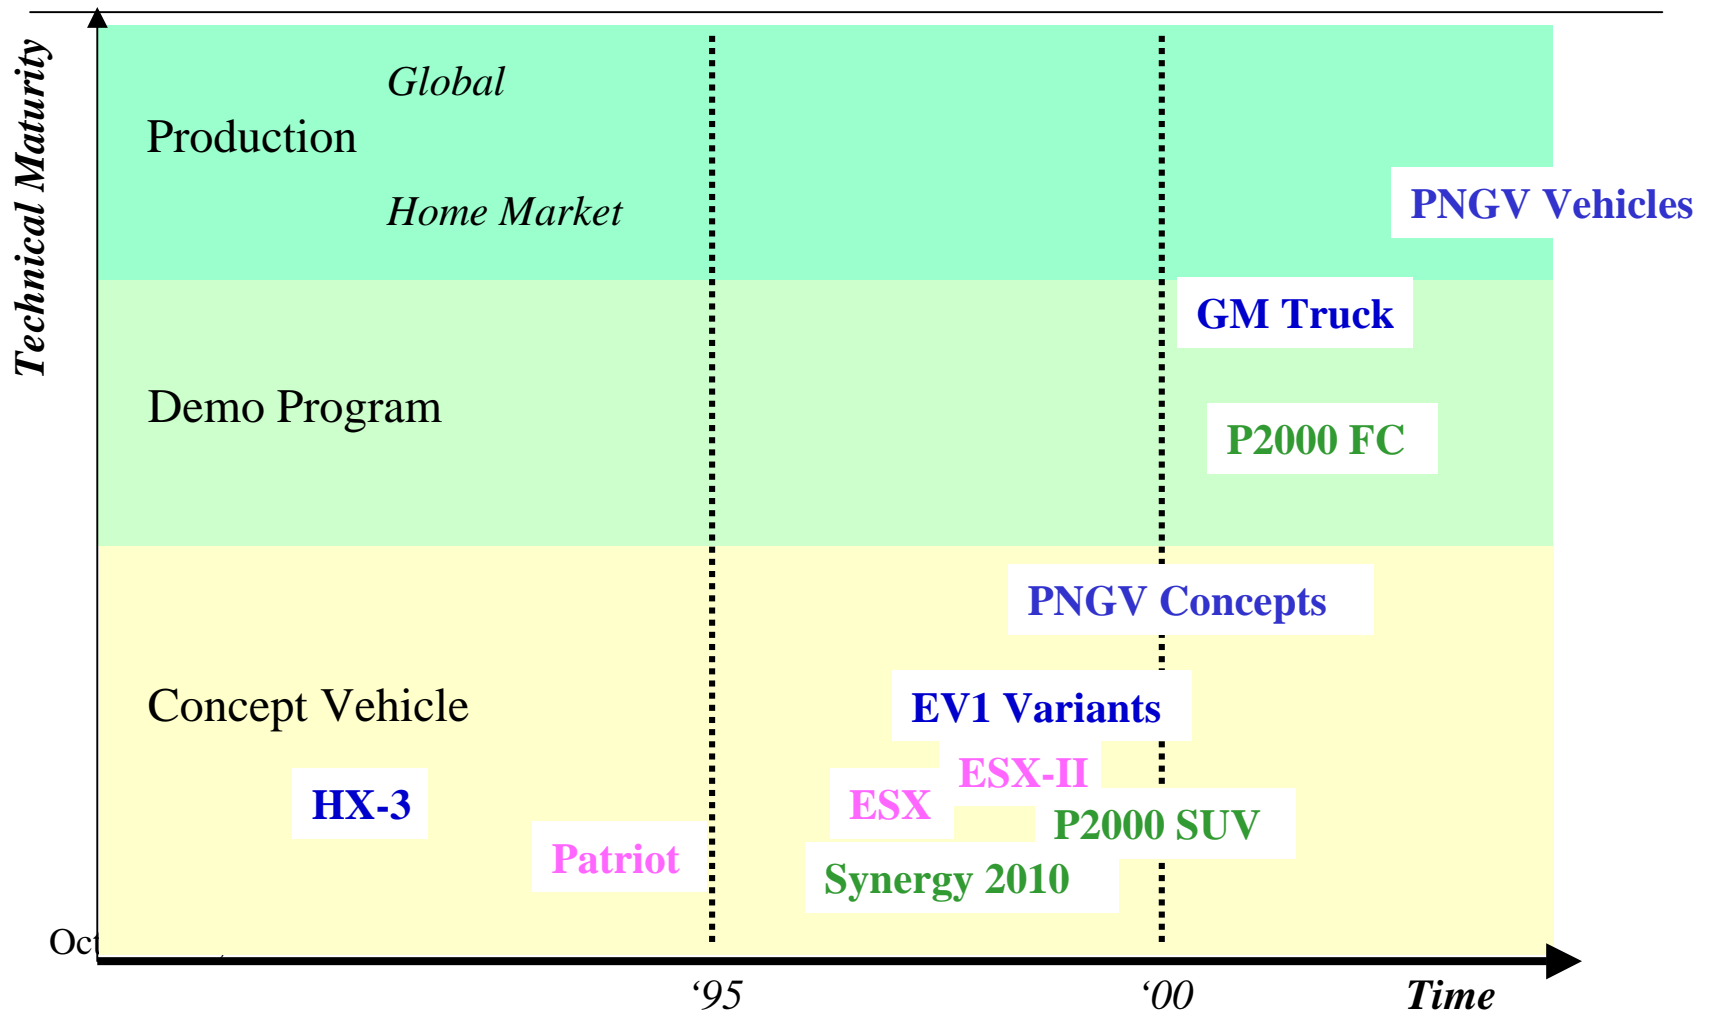 Technical Maturity
Global
Production
Home Market
PNGV Vehicles
GM Truck
Demo Program
P2000 FC
PNGV Concepts
Concept Vehicle
EV1 Variants
ESX-II
HX-3
ESX
P2000 SUV
Patriot
Synergy 2010
Oct
‘95
‘00
Time